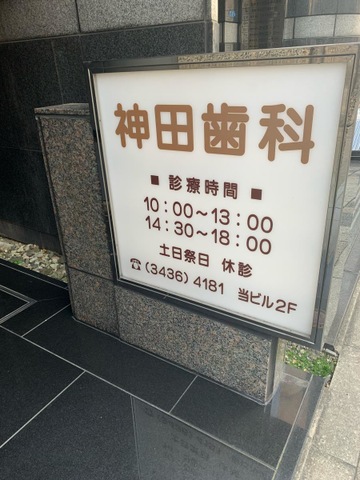 神田歯科
■ 診療時間 ■
10:00～13:00
14:30～18:00
土日祭日 休診
☎(3436)4181 当ビル2F